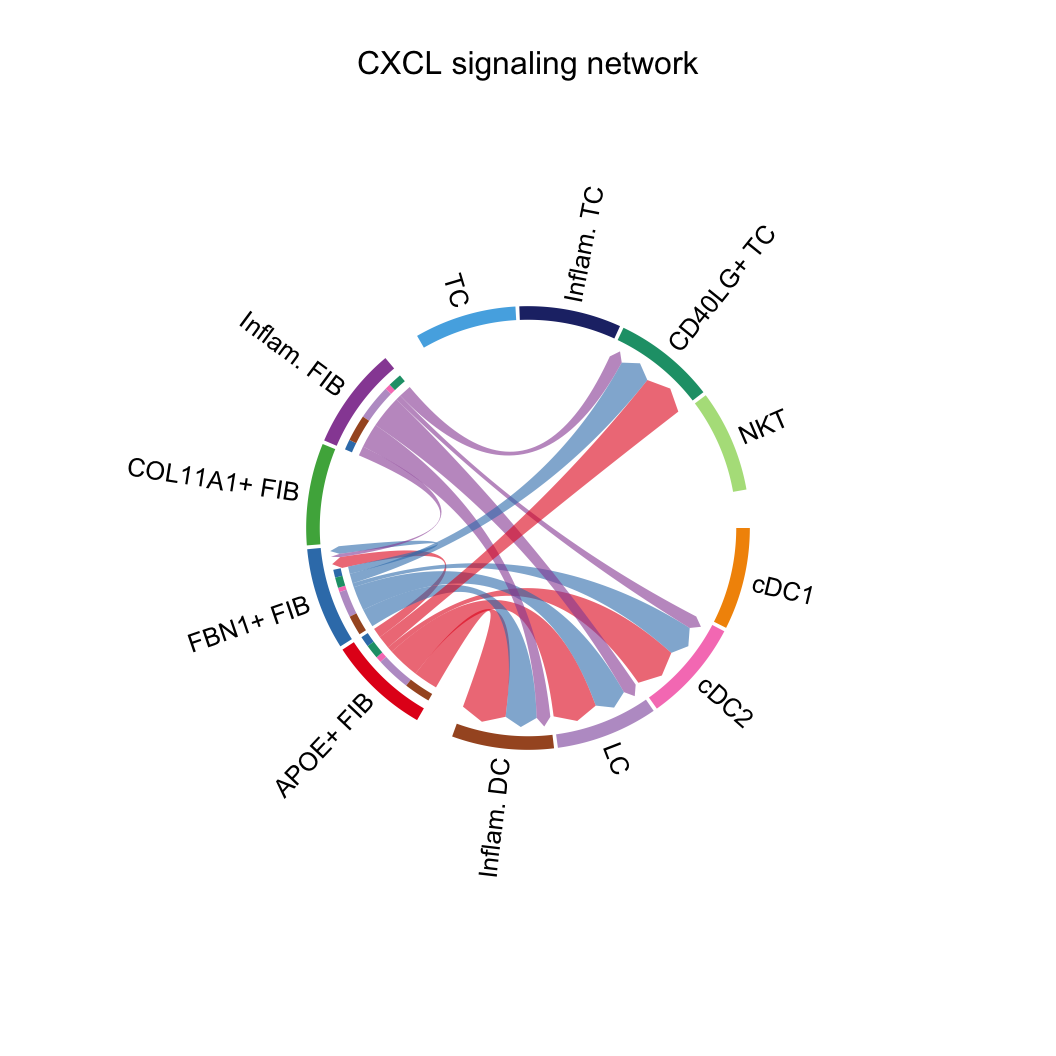 CXCL signaling network
TC
Inflam. TC
CD40LG+ TC
NKT
cDC1
cDC2
LC
Inflam. DC
APOE+ FIB
FBN1+ FIB
COL11A1+ FIB
Inflam. FIB